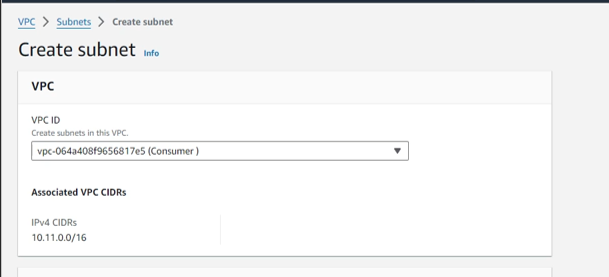 VPC > Subnets > Create subnet
Create subnet Info
VPC
VPC ID
Create subnets in this VPC.
vpc-064a408f9656817e5 (Consumer )
Associated VPC CIDRs
IPv4 CIDRs
10.11.0.0/16